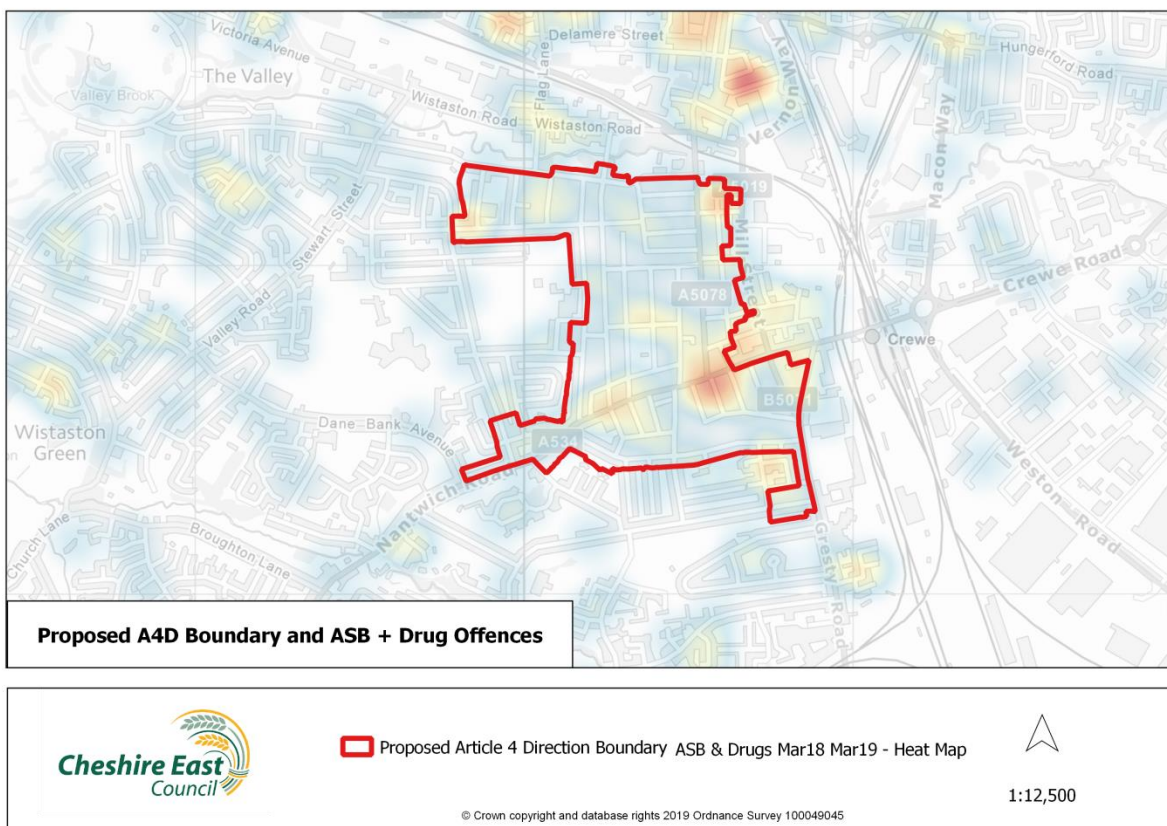 Delamere Street
Victoria Avenue
Hungerford Road
The Valley
Flag Lane
Valley Brook
Wistaston Road
Wistaston Road
Vernon Way
Macon Way
Stewart Street
Mill Street
Crewe Road
A5078
Valley Road
Crewe
Dane Bank Avenue
Wistaston
Green
A534
Nantwich Road
Weston Road
Church Lane
Broughton Lane
Gresty Road
Proposed A4D Boundary and ASB + Drug Offences
Cheshire East
Council
Proposed Article 4 Direction Boundary ASB & Drugs Mar18 Mar19 - Heat Map
1:12,500
© Crown copyright and database rights 2019 Ordnance Survey 100049045